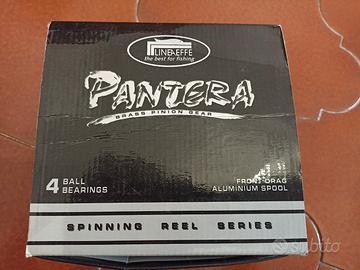 LINEAEFFE
the best for fishing
PANTERA
BRASS PINION GEAR
4 BALL BEARINGS
FRONT DRAG
ALUMINIUM SPOOL
SPINNING REEL SERIES
subito